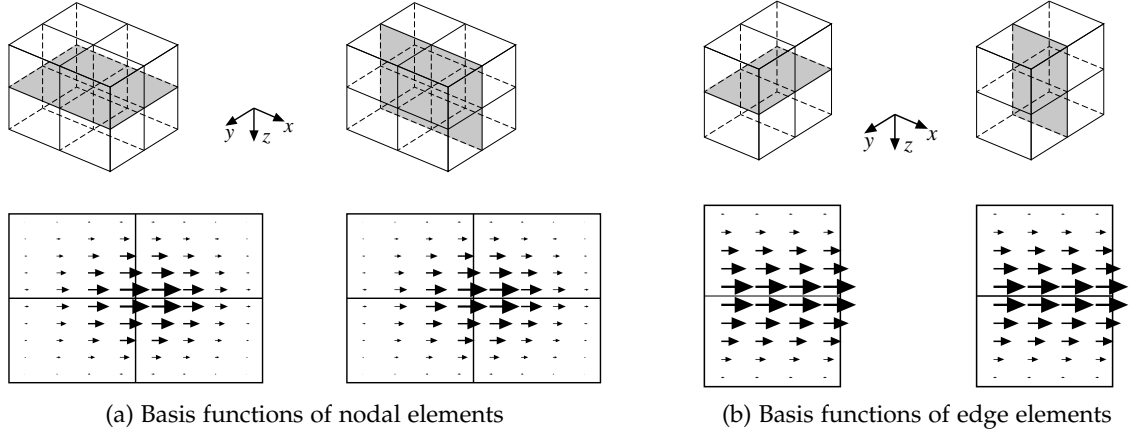 y z x
y z x
(a) Basis functions of nodal elements
(b) Basis functions of edge elements